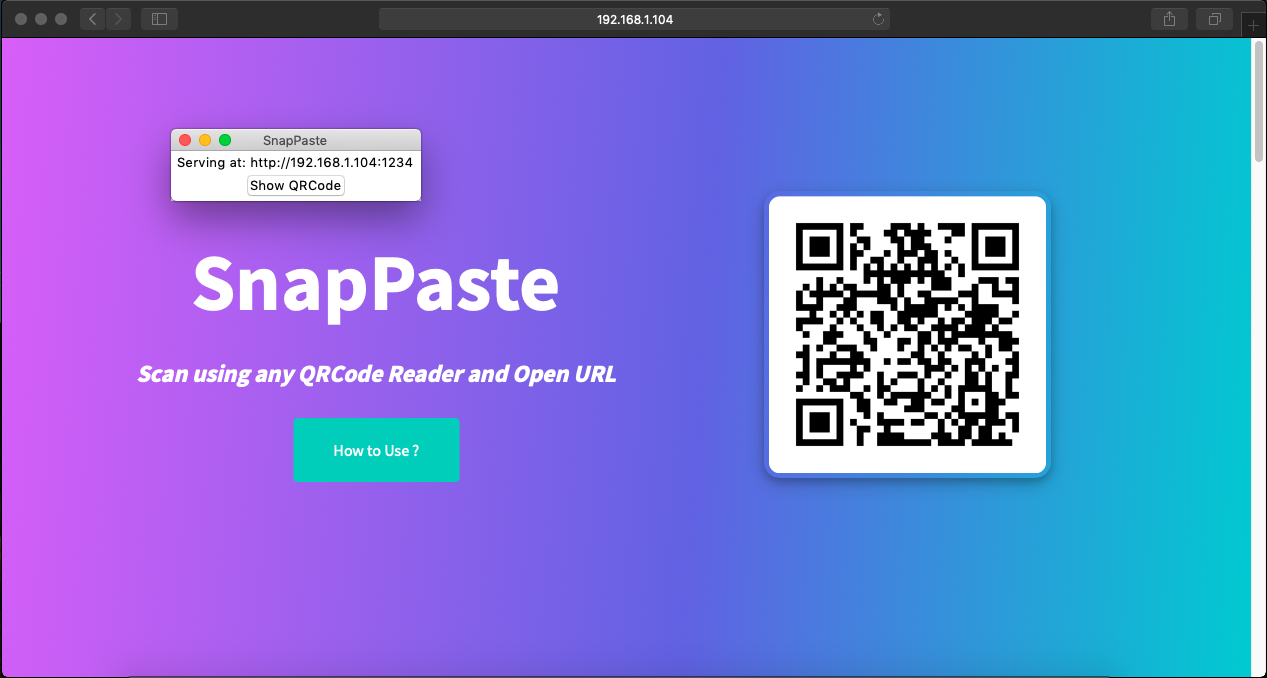 192.168.1.104
SnapPaste
Serving at: http://192.168.1.104:1234
Show QRCode
SnapPaste
Scan using any QRCode Reader and Open URL
How to Use ?